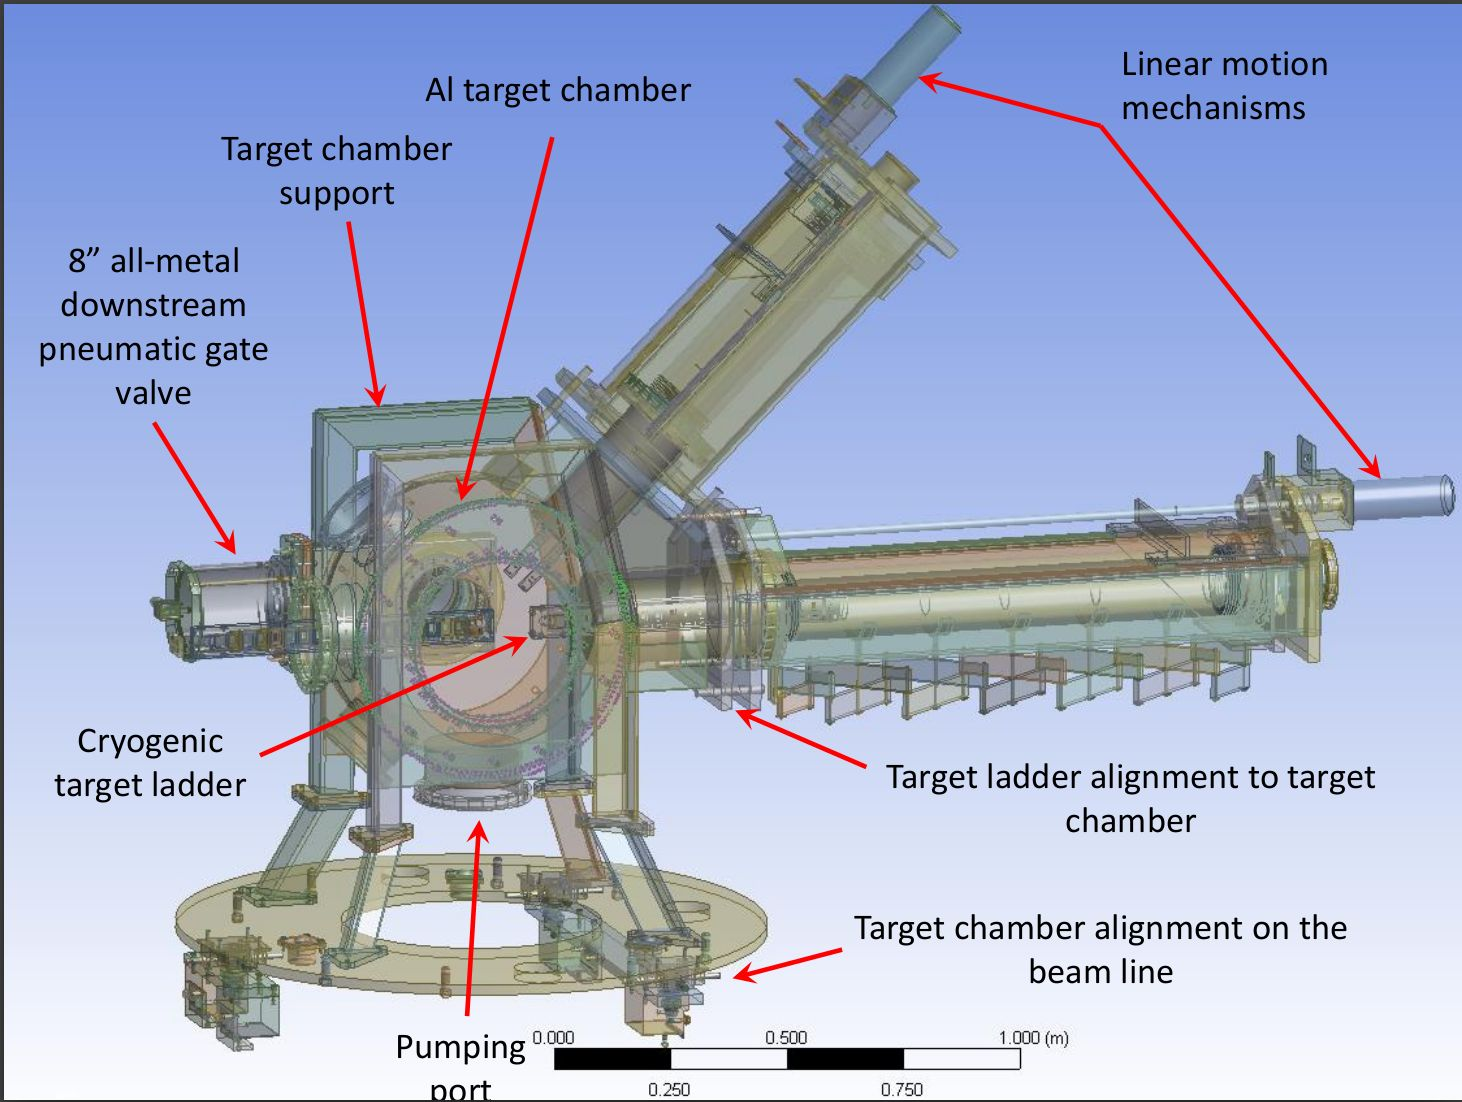 Linear motion
mechanisms
Al target chamber
Target chamber
support
8” all-metal
downstream
pneumatic gate
valve
Cryogenic
target ladder
Target ladder alignment to target
chamber
Target chamber alignment on the
beam line
Pumping
port
0.000 0.500 1.000 (m)
0.250 0.750